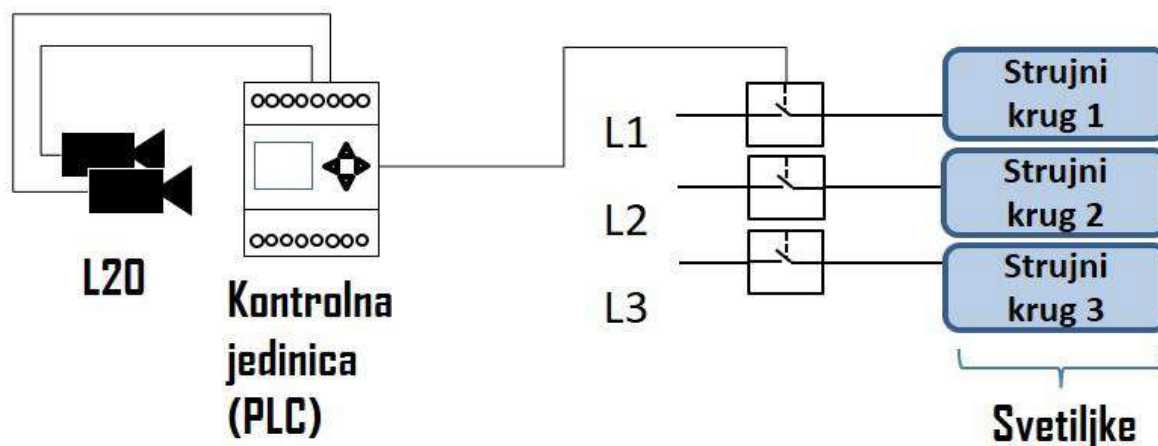 L20
Kontrolna
jedinica
(PLC)
L1
L2
L3
Strujni
krug 1
Strujni
krug 2
Strujni
krug 3
Svetiljke